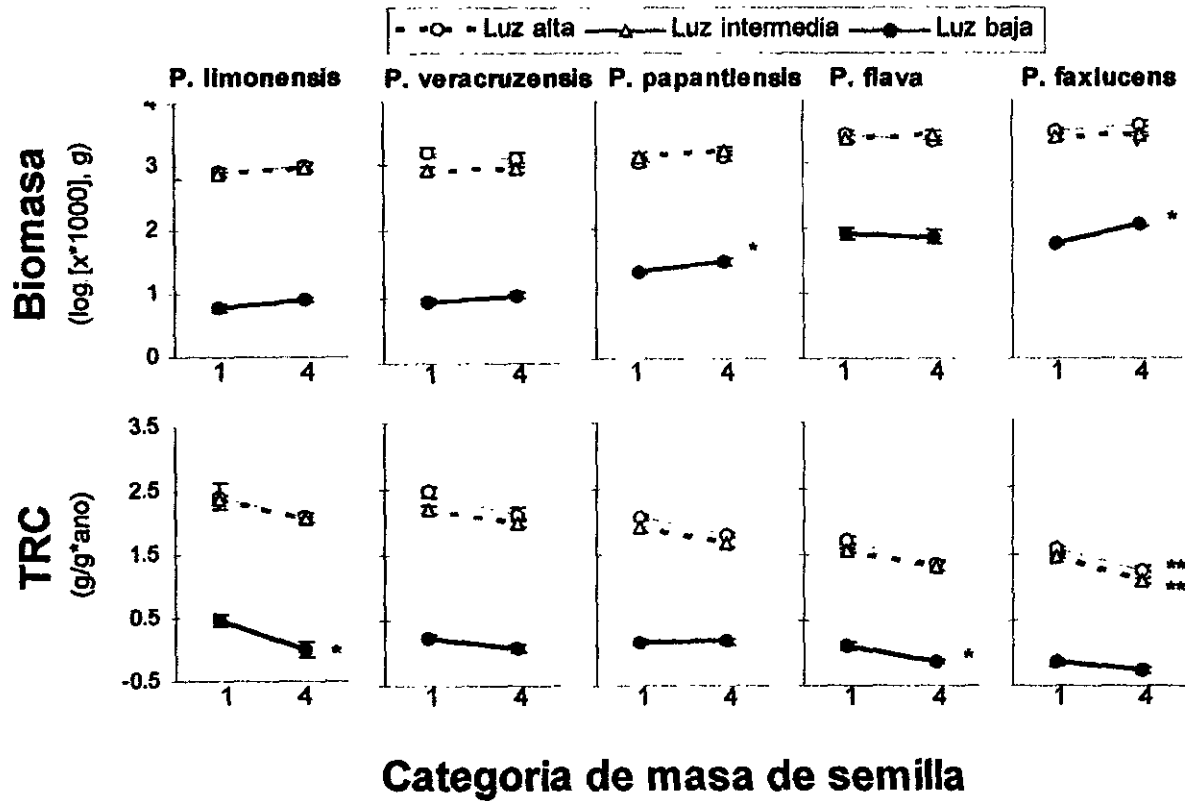 Luz alta Luz intermedia Luz baja
P. limonensis P. veracruzensis P. papantlensis P. flava P. faxlucens
Biomasa
(log [x*1000], g)
4
3
2
1
0
*
*
1 4 1 4 1 4 1 4 1 4
TRC
(g/g*ano)
3.5
2.5
1.5
0.5
-0.5
*
*
**
**
1 4 1 4 1 4 1 4 1 4
Categoria de masa de semilla